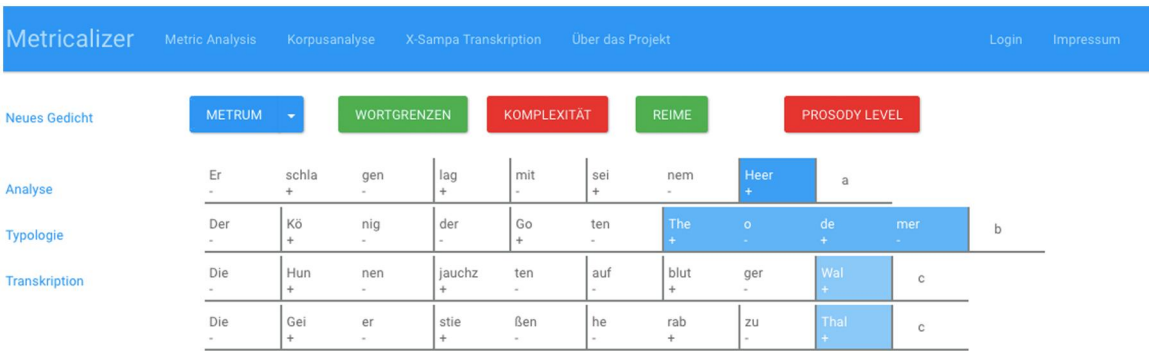 Metricalizer Metric Analysis Korpusanalyse X-Sampa Transkription Über das Projekt Login Impressum
Neues Gedicht METRUM WORTGRENZEN KOMPLEXITÄT REIME PROSODY LEVEL
Analyse
Er schla gen lag mit sei nem Heer a
- + - + - + - +
Typologie
Der Kö nig der Go ten The o de mer b
- + - - + - + - + -
Transkription
Die Hun nen jauchz ten auf blut ger Wal c
- + - + - - + - +
Die Gei er stie ßen he rab zu Thal c
- + - + - - + - +